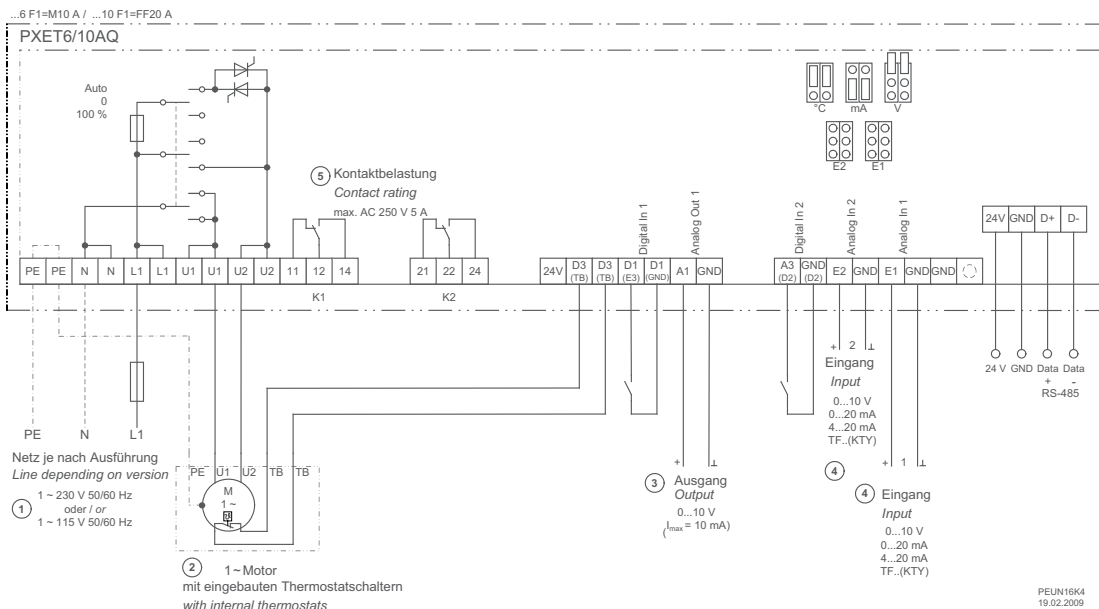 ...6 F1=M10 A / ...10 F1=FF20 A
PXET6/10AQ
Auto
0
100 %
°C mA V
E2 E1
5 Kontaktbelastung
Contact rating
max. AC 250 V 5 A
Digital In 1
Analog Out 1
Digital In 2
Analog In 2
Analog In 1
24V GND D+ D-
PE PE N N L1 L1 U1 U1 U2 U2 11 12 14
21 22 24
24V D3 (TB) D3 (TB) D1 (E3) D1 (GND) A1 GND
A3 (D2) GND (D2) E2 GND E1 GND GND
K1
K2
+ 2 ⊥
Eingang
Input
0...10 V
0...20 mA
4...20 mA
TF..(KTY)
4
24 V GND Data + Data -
RS-485
PE N L1
Netz je nach Ausführung
Line depending on version
1
1 ~ 230 V 50/60 Hz
oder / or
1 ~ 115 V 50/60 Hz
PE U1 U2 TB TB
M
1 ~
2 1~ Motor
mit eingebauten Thermostatschaltern
with internal thermostats
+ ⊥
3 Ausgang
Output
0...10 V
(Imax = 10 mA)
+ 1 ⊥
4 Eingang
Input
0...10 V
0...20 mA
4...20 mA
TF..(KTY)
PEUN16K4
19.02.2009